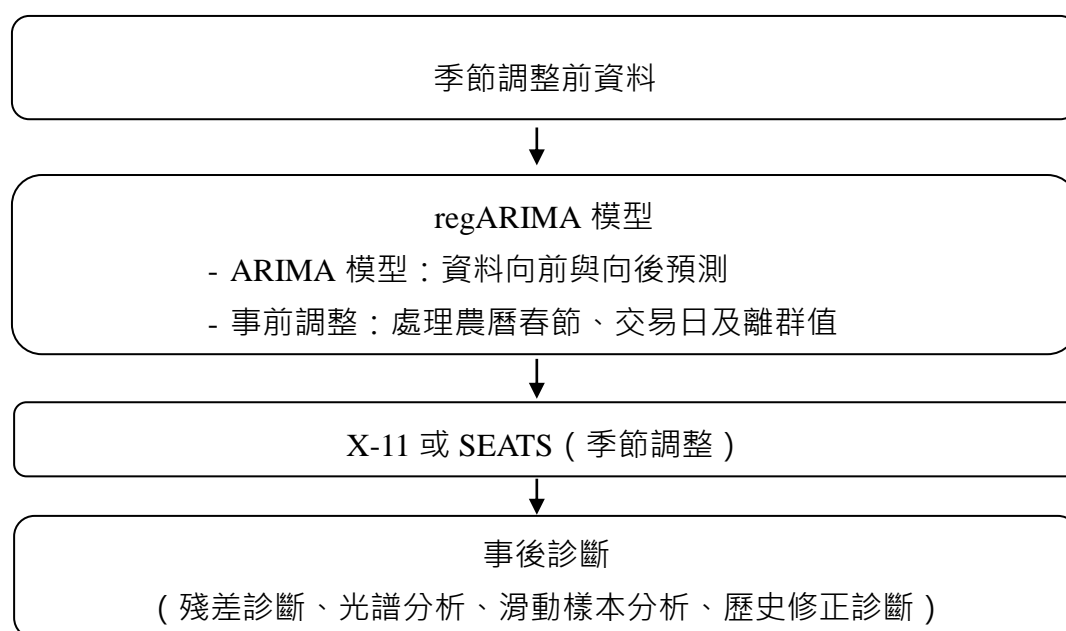 季節調整前資料
regARIMA 模型
- ARIMA 模型：資料向前與向後預測
- 事前調整：處理農曆春節、交易日及離群值
X-11 或 SEATS（季節調整）
事後診斷
（殘差診斷、光譜分析、滑動樣本分析、歷史修正診斷）